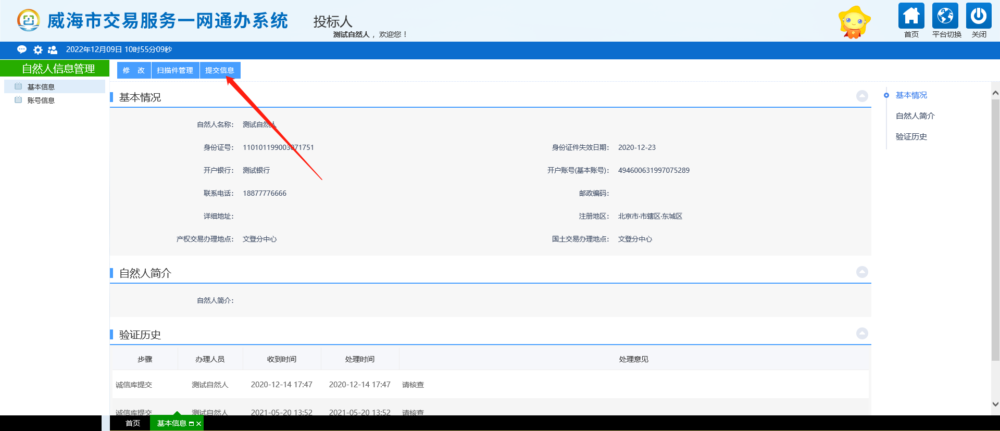 威海市交易服务一网通办系统
投标人
测试自然人，欢迎您！
首页 平台切换 关闭
2022年12月09日 10时55分09秒
自然人信息管理
修 改 扫描件管理 提交信息
基本信息
账号信息
基本情况
自然人名称： 测试自然人
身份证号： 110101199003071751 身份证件失效日期： 2020-12-23
开户银行： 测试银行 开户账号(基本账号)： 494600631997075289
联系电话： 18877776666 邮政编码：
详细地址： 注册地区： 北京市·市辖区·东城区
产权交易办理地点： 文登分中心 国土交易办理地点： 文登分中心
自然人简介
自然人简介：
验证历史
步骤 办理人员 收到时间 处理时间 处理意见
诚信库提交 测试自然人 2020-12-14 17:47 2020-12-14 17:47 请核查
诚信库提交 测试自然人 2021-05-20 13:52 2021-05-20 13:52 请核查
基本情况
自然人简介
验证历史
首页 基本信息